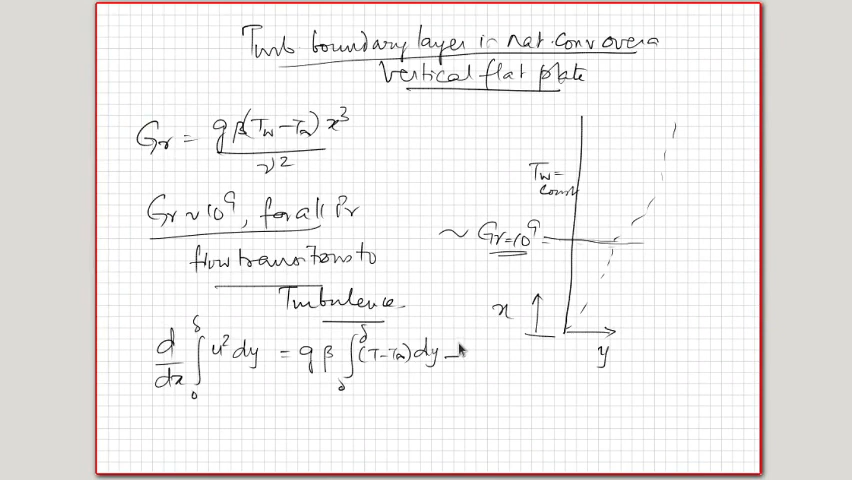 Turb boundary layer in nat. conv over a
vertical flat plate
Gr = gβ(Tw – T∞) x³ / ν²
Gr ~ 10⁹, for all Pr
flow transitions to
Turbulence.
d/dx ∫₀^δ u² dy = gβ ∫₀^δ (T – T∞) dy –
Tw =
const
~ Gr = 10⁹
x
y